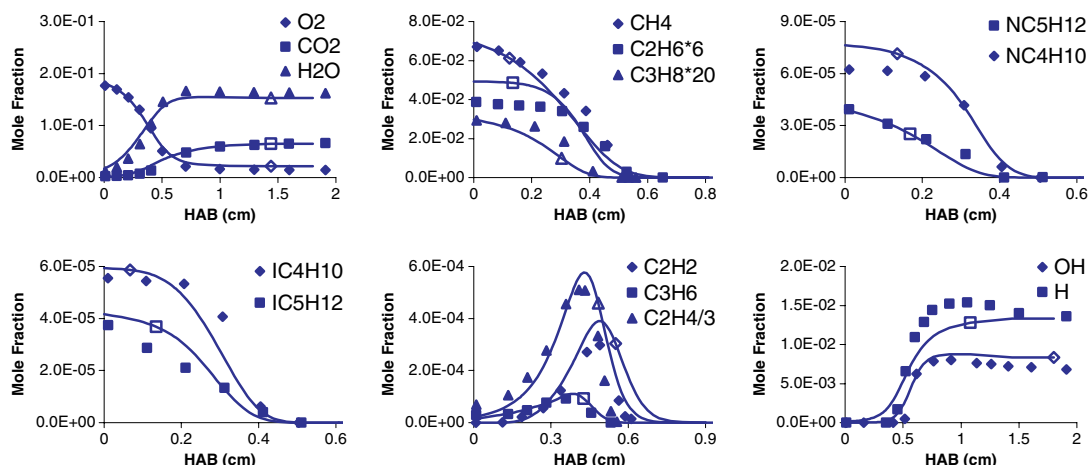 3.0E-01
2.0E-01
1.0E-01
0.0E+00
Mole Fraction
O2
CO2
H2O
0 0.5 1 1.5 2
HAB (cm)
8.0E-02
6.0E-02
4.0E-02
2.0E-02
0.0E+00
Mole Fraction
CH4
C2H6*6
C3H8*20
0 0.2 0.4 0.6 0.8
HAB (cm)
9.0E-05
6.0E-05
3.0E-05
0.0E+00
Mole Fraction
NC5H12
NC4H10
0 0.2 0.4 0.6
HAB (cm)
6.0E-05
4.0E-05
2.0E-05
0.0E+00
Mole Fraction
IC4H10
IC5H12
0 0.2 0.4 0.6
HAB (cm)
6.0E-04
4.0E-04
2.0E-04
0.0E+00
Mole Fraction
C2H2
C3H6
C2H4/3
0 0.3 0.6 0.9
HAB (cm)
2.0E-02
1.5E-02
1.0E-02
5.0E-03
0.0E+00
Mole Fraction
OH
H
0 0.5 1 1.5 2
HAB (cm)